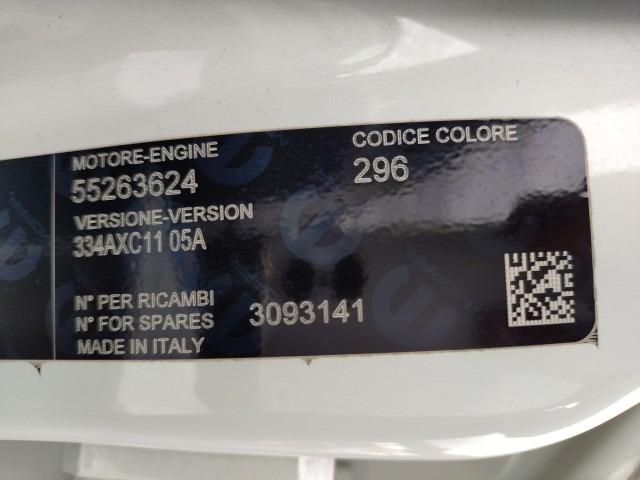 MOTORE-ENGINE
55263624
CODICE COLORE
296
VERSIONE-VERSION
334AXC11 05A
N° PER RICAMBI
N° FOR SPARES
3093141
MADE IN ITALY